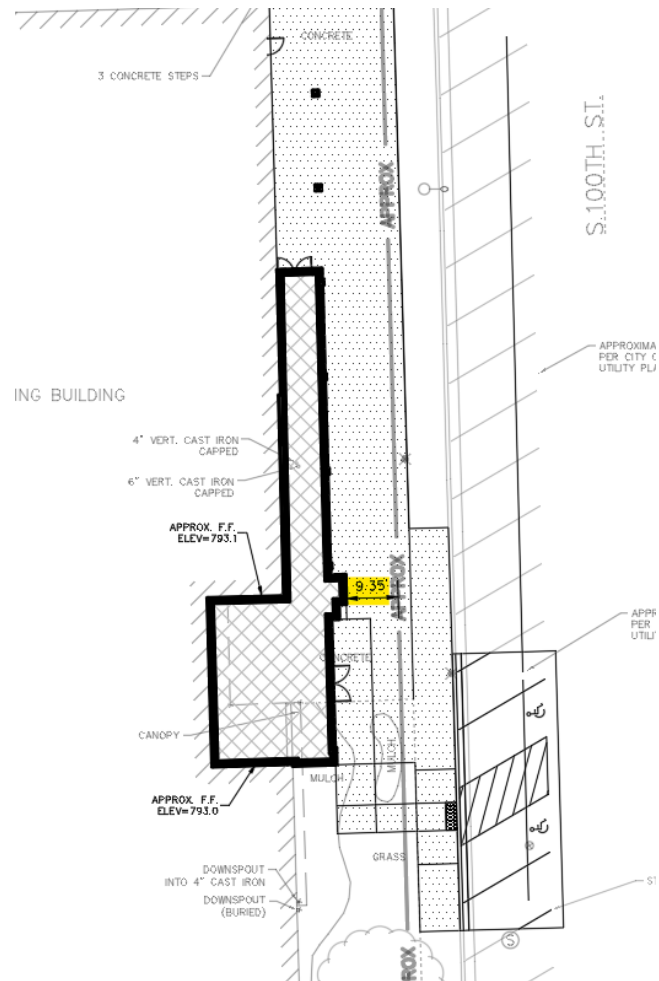 CONCRETE
3 CONCRETE STEPS
S.100TH ST.
APPROX
APPROXIMA
PER CITY O
UTILITY PLA
ING BUILDING
4" VERT. CAST IRON
CAPPED
6" VERT. CAST IRON
CAPPED
APPROX. F.F.
ELEV=793.1
9.35'
APPROX
APPR
PER
UTILI
CONCRETE
CANOPY
MULCH
MULCH
APPROX. F.F.
ELEV=793.0
GRASS
DOWNSPOUT
INTO 4" CAST IRON
DOWNSPOUT
(BURIED)
ST
S
ROX